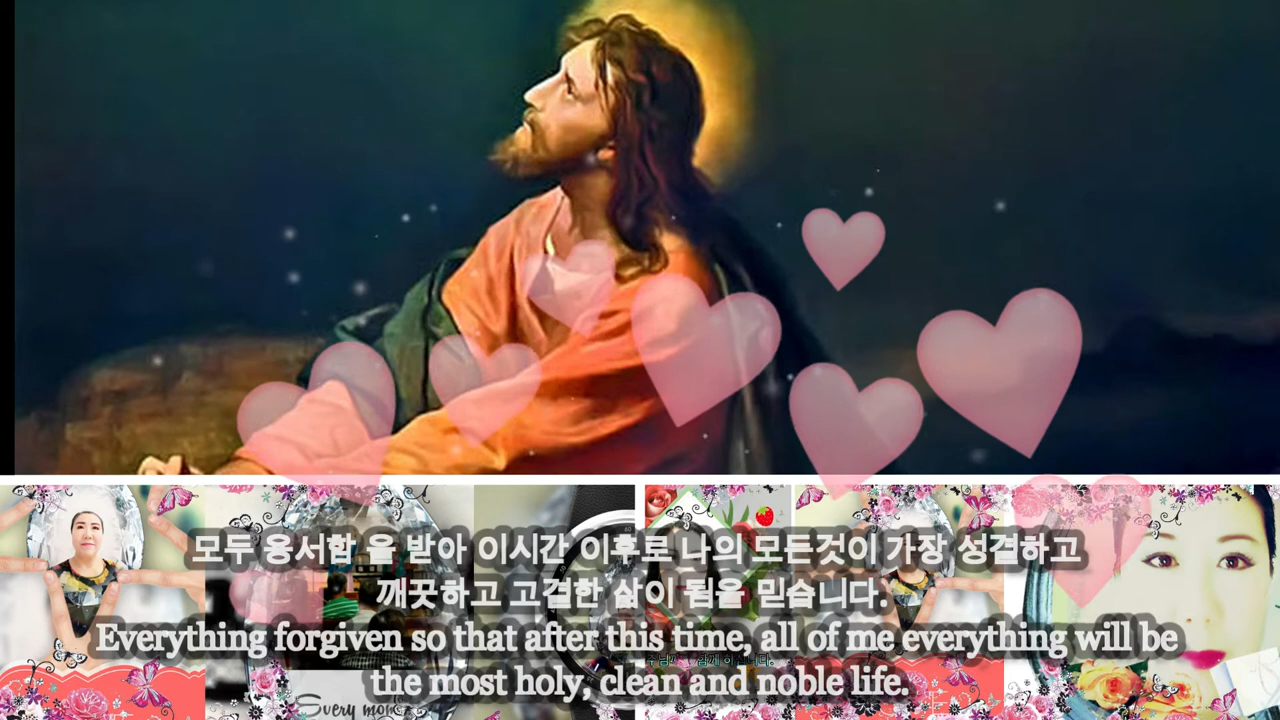 모두 용서함 을 받아 이시간 이후로 나의 모든것이 가장 성결하고
깨끗하고 고결한 삶이 됨을 믿습니다.
Everything forgiven so that after this time, all of me everything will be
the most holy, clean and noble life.